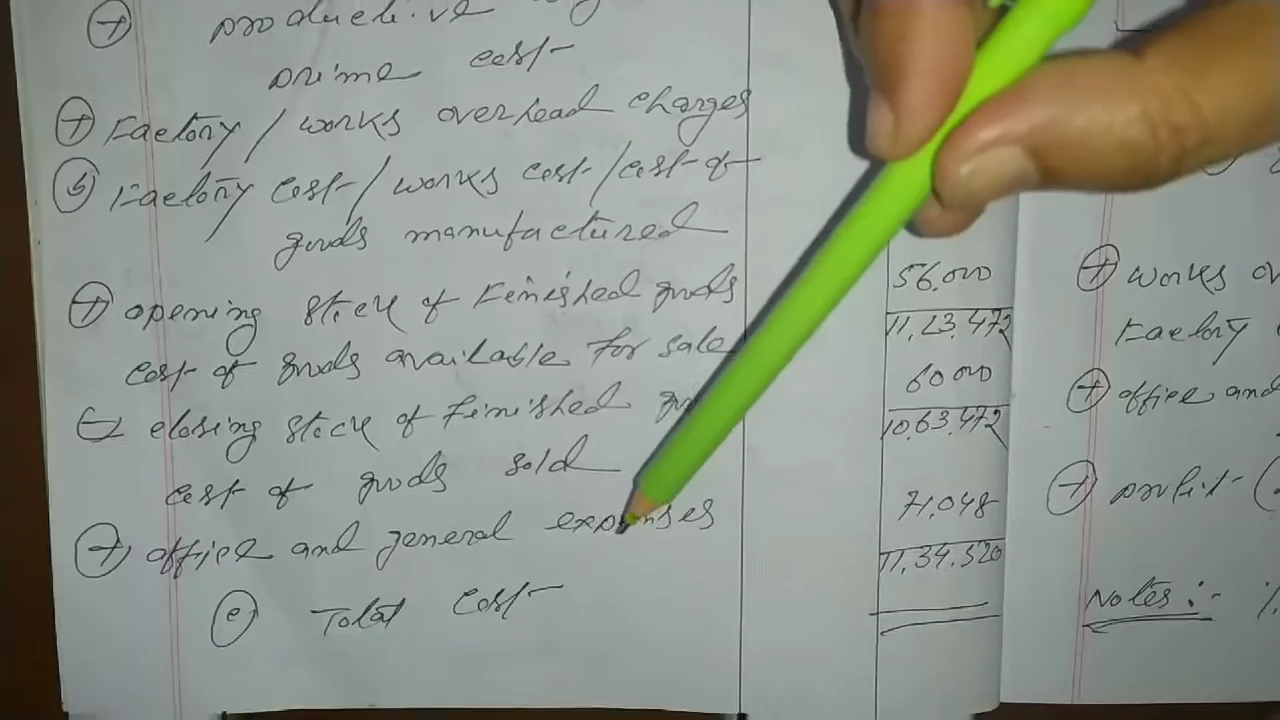 (+) productive
prime cost
(+) Factory / works overhead charges
(b) Factory cost / works cost / cost of
goods manufactured
(+) opening stock of Finished goods 56,000
cost of goods available for sale 11,23,472
(-) closing stock of Finished 60,000
cost of goods sold 10,63,472
(+) office and general expenses 71,048
(e) Total cost 11,34,520
(+) works
Factory
(+) office and
(+) profit (
Notes :-